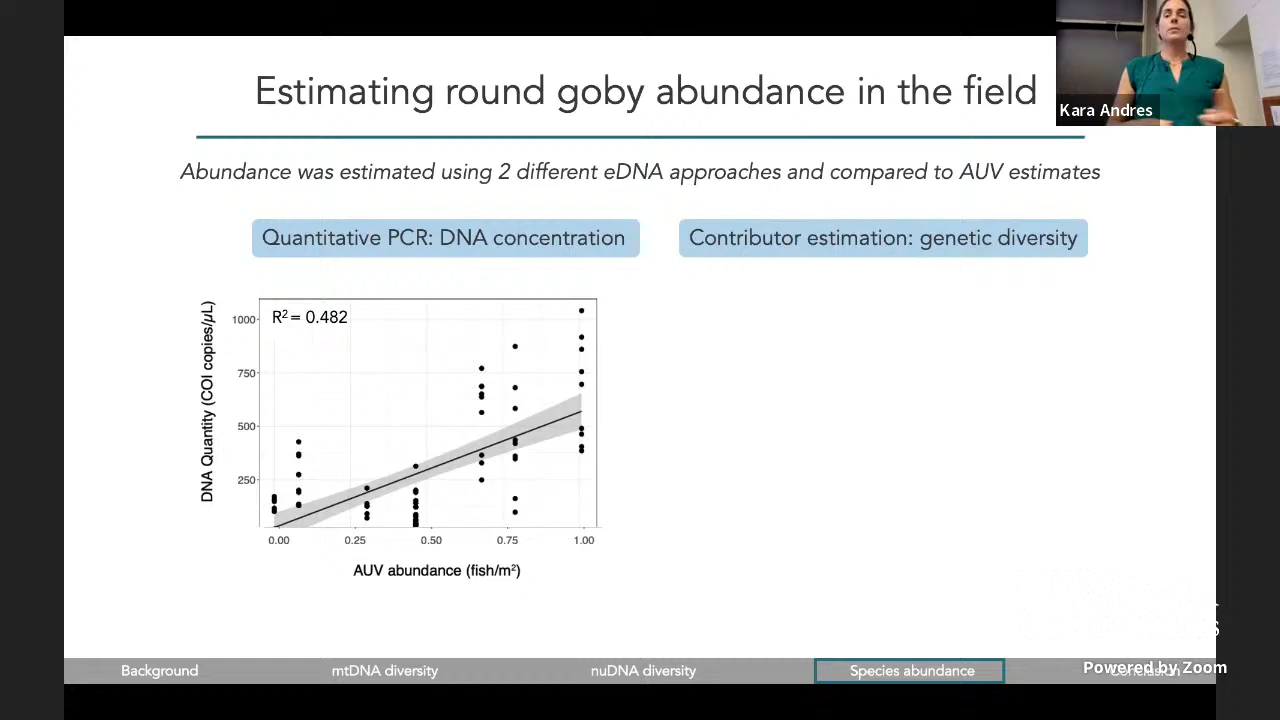 Estimating round goby abundance in the field
Kara Andres
Abundance was estimated using 2 different eDNA approaches and compared to AUV estimates
Quantitative PCR: DNA concentration
Contributor estimation: genetic diversity
R² = 0.482
DNA Quantity (COI copies/µL)
1000
750
500
250
0.00 0.25 0.50 0.75 1.00
AUV abundance (fish/m²)
Background mtDNA diversity nuDNA diversity Species abundance
Powered by Zoom